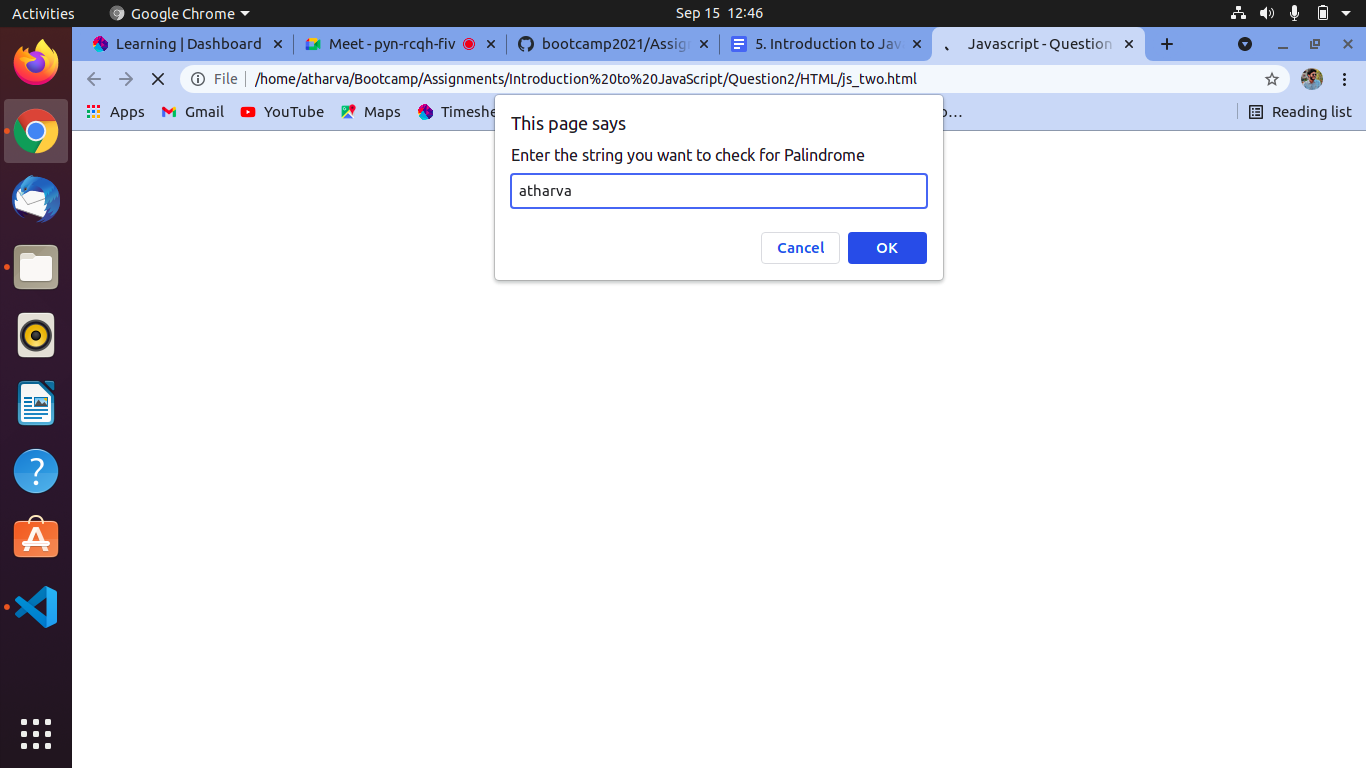 Activities Google Chrome Sep 15 12:46
Learning | Dashboard Meet - pyn-rcqh-fiv bootcamp2021/Assig 5. Introduction to Jav Javascript - Question
File /home/atharva/Bootcamp/Assignments/Introduction%20to%20JavaScript/Question2/HTML/js_two.html
Apps Gmail YouTube Maps Timeshe o… Reading list
This page says
Enter the string you want to check for Palindrome
atharva
Cancel OK